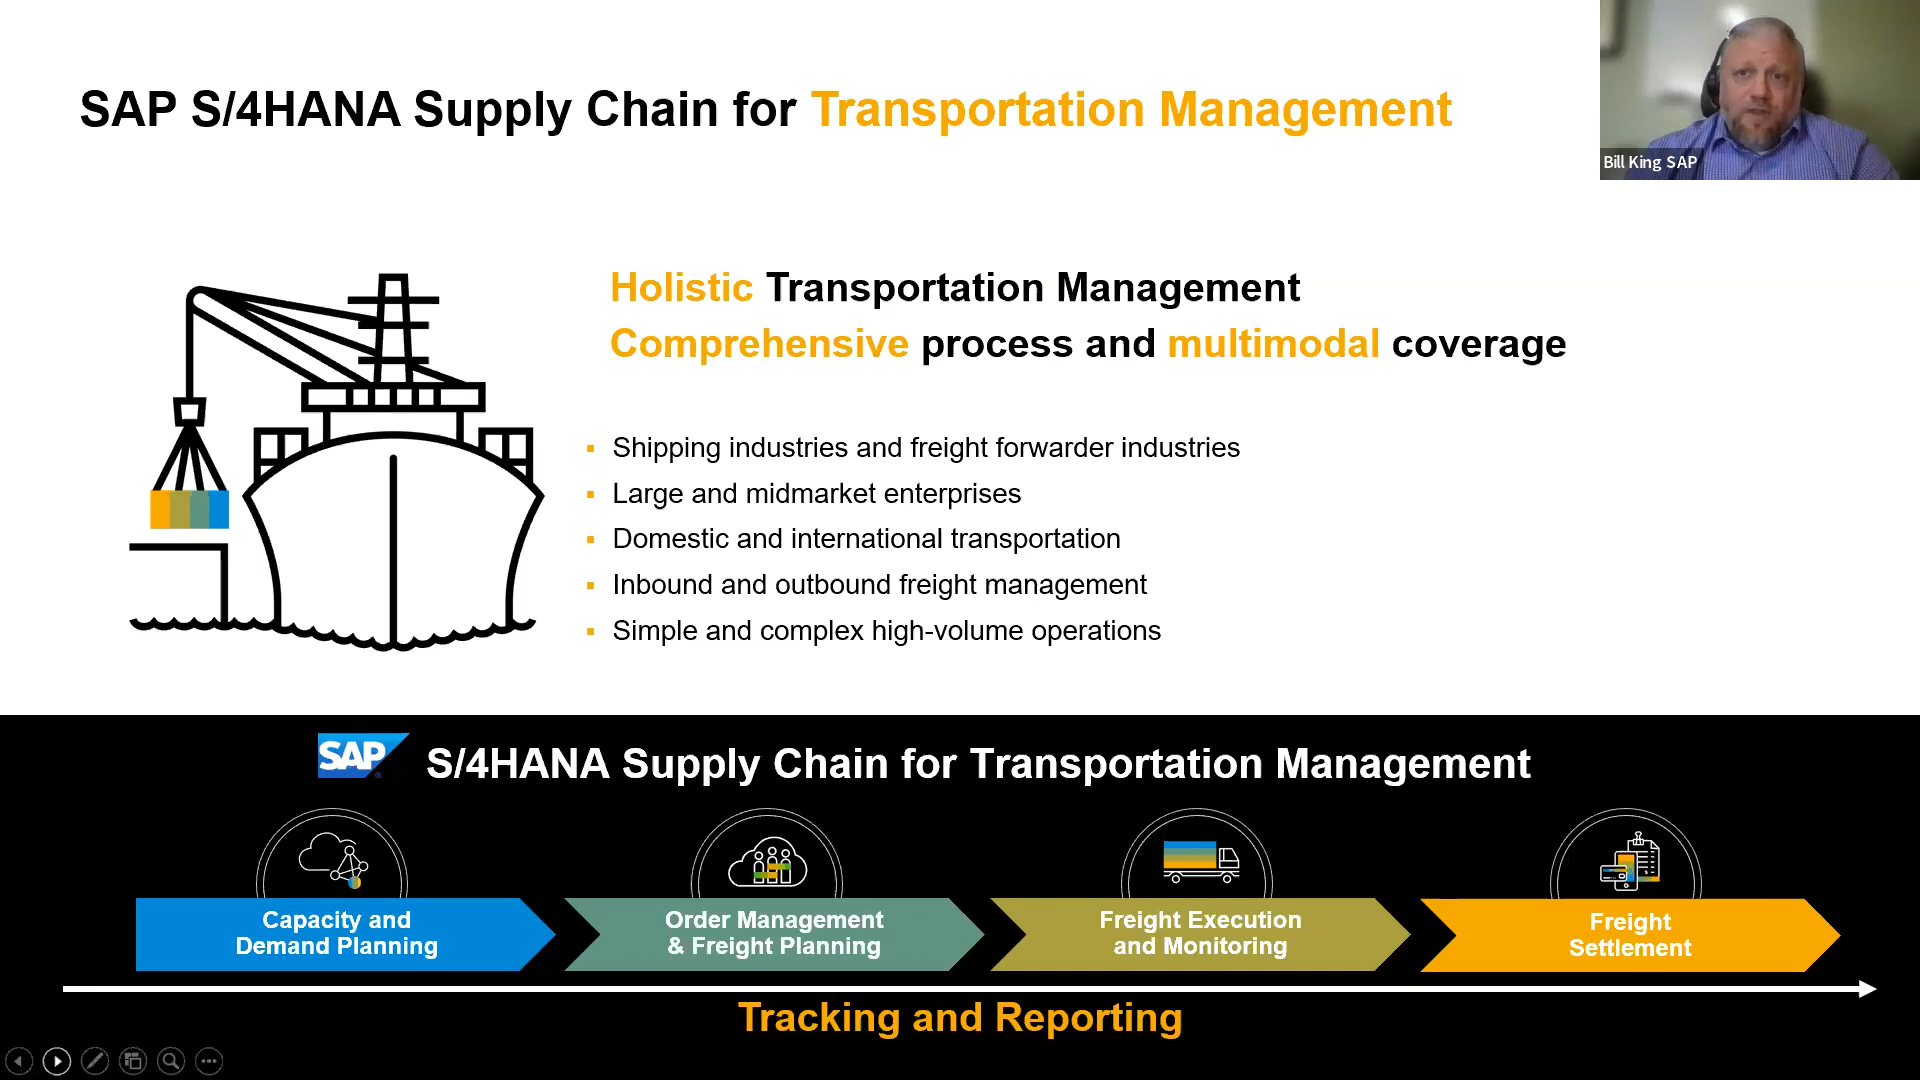 SAP S/4HANA Supply Chain for Transportation Management
Bill King SAP
Holistic Transportation Management
Comprehensive process and multimodal coverage
Shipping industries and freight forwarder industries
Large and midmarket enterprises
Domestic and international transportation
Inbound and outbound freight management
Simple and complex high-volume operations
SAP S/4HANA Supply Chain for Transportation Management
Capacity and
Demand Planning
Order Management
& Freight Planning
Freight Execution
and Monitoring
Freight
Settlement
Tracking and Reporting